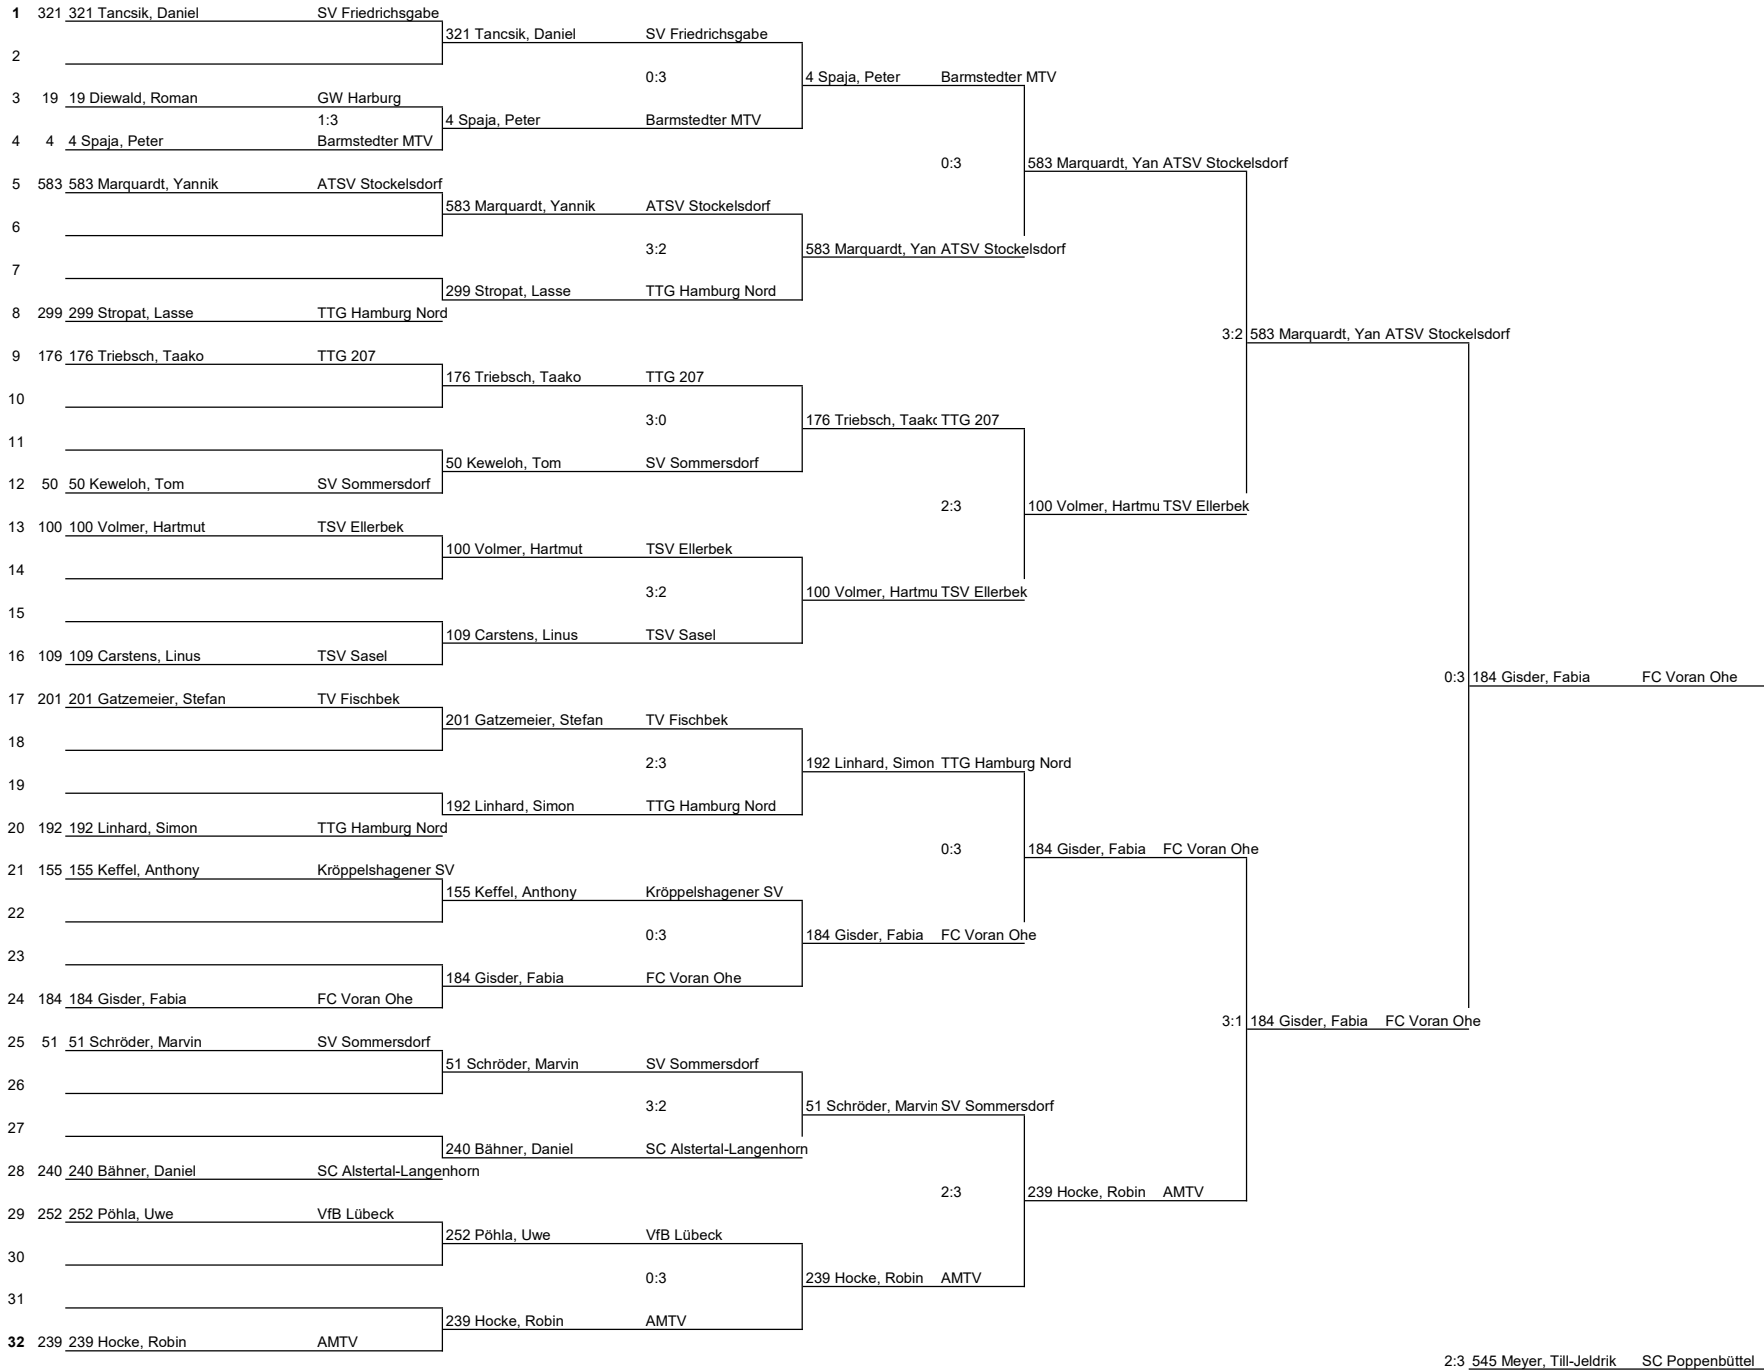 1 321 321 Tancsik, Daniel SV Friedrichsgabe
321 Tancsik, Daniel SV Friedrichsgabe
2
0:3 4 Spaja, Peter Barmstedter MTV
3 19 19 Diewald, Roman GW Harburg
1:3 4 Spaja, Peter Barmstedter MTV
4 4 4 Spaja, Peter Barmstedter MTV
0:3 583 Marquardt, Yan ATSV Stockelsdorf
5 583 583 Marquardt, Yannik ATSV Stockelsdorf
583 Marquardt, Yannik ATSV Stockelsdorf
6
3:2 583 Marquardt, Yan ATSV Stockelsdorf
7
299 Stropat, Lasse TTG Hamburg Nord
8 299 299 Stropat, Lasse TTG Hamburg Nord
3:2 583 Marquardt, Yan ATSV Stockelsdorf
9 176 176 Triebsch, Taako TTG 207
176 Triebsch, Taako TTG 207
10
3:0 176 Triebsch, Taako TTG 207
11
50 Keweloh, Tom SV Sommersdorf
12 50 50 Keweloh, Tom SV Sommersdorf
2:3 100 Volmer, Hartmu TSV Ellerbek
13 100 100 Volmer, Hartmut TSV Ellerbek
100 Volmer, Hartmut TSV Ellerbek
14
3:2 100 Volmer, Hartmu TSV Ellerbek
15
109 Carstens, Linus TSV Sasel
16 109 109 Carstens, Linus TSV Sasel
0:3 184 Gisder, Fabia FC Voran Ohe
17 201 201 Gatzemeier, Stefan TV Fischbek
201 Gatzemeier, Stefan TV Fischbek
18
2:3 192 Linhard, Simon TTG Hamburg Nord
19
192 Linhard, Simon TTG Hamburg Nord
20 192 192 Linhard, Simon TTG Hamburg Nord
0:3 184 Gisder, Fabia FC Voran Ohe
21 155 155 Keffel, Anthony Kröppelshagener SV
155 Keffel, Anthony Kröppelshagener SV
22
0:3 184 Gisder, Fabia FC Voran Ohe
23
184 Gisder, Fabia FC Voran Ohe
24 184 184 Gisder, Fabia FC Voran Ohe
3:1 184 Gisder, Fabia FC Voran Ohe
25 51 51 Schröder, Marvin SV Sommersdorf
51 Schröder, Marvin SV Sommersdorf
26
3:2 51 Schröder, Marvin SV Sommersdorf
27
240 Bähner, Daniel SC Alstertal-Langenhorn
28 240 240 Bähner, Daniel SC Alstertal-Langenhorn
2:3 239 Hocke, Robin AMTV
29 252 252 Pöhla, Uwe VfB Lübeck
252 Pöhla, Uwe VfB Lübeck
30
0:3 239 Hocke, Robin AMTV
31
239 Hocke, Robin AMTV
32 239 239 Hocke, Robin AMTV
2:3 545 Meyer, Till-Jeldrik SC Poppenbüttel